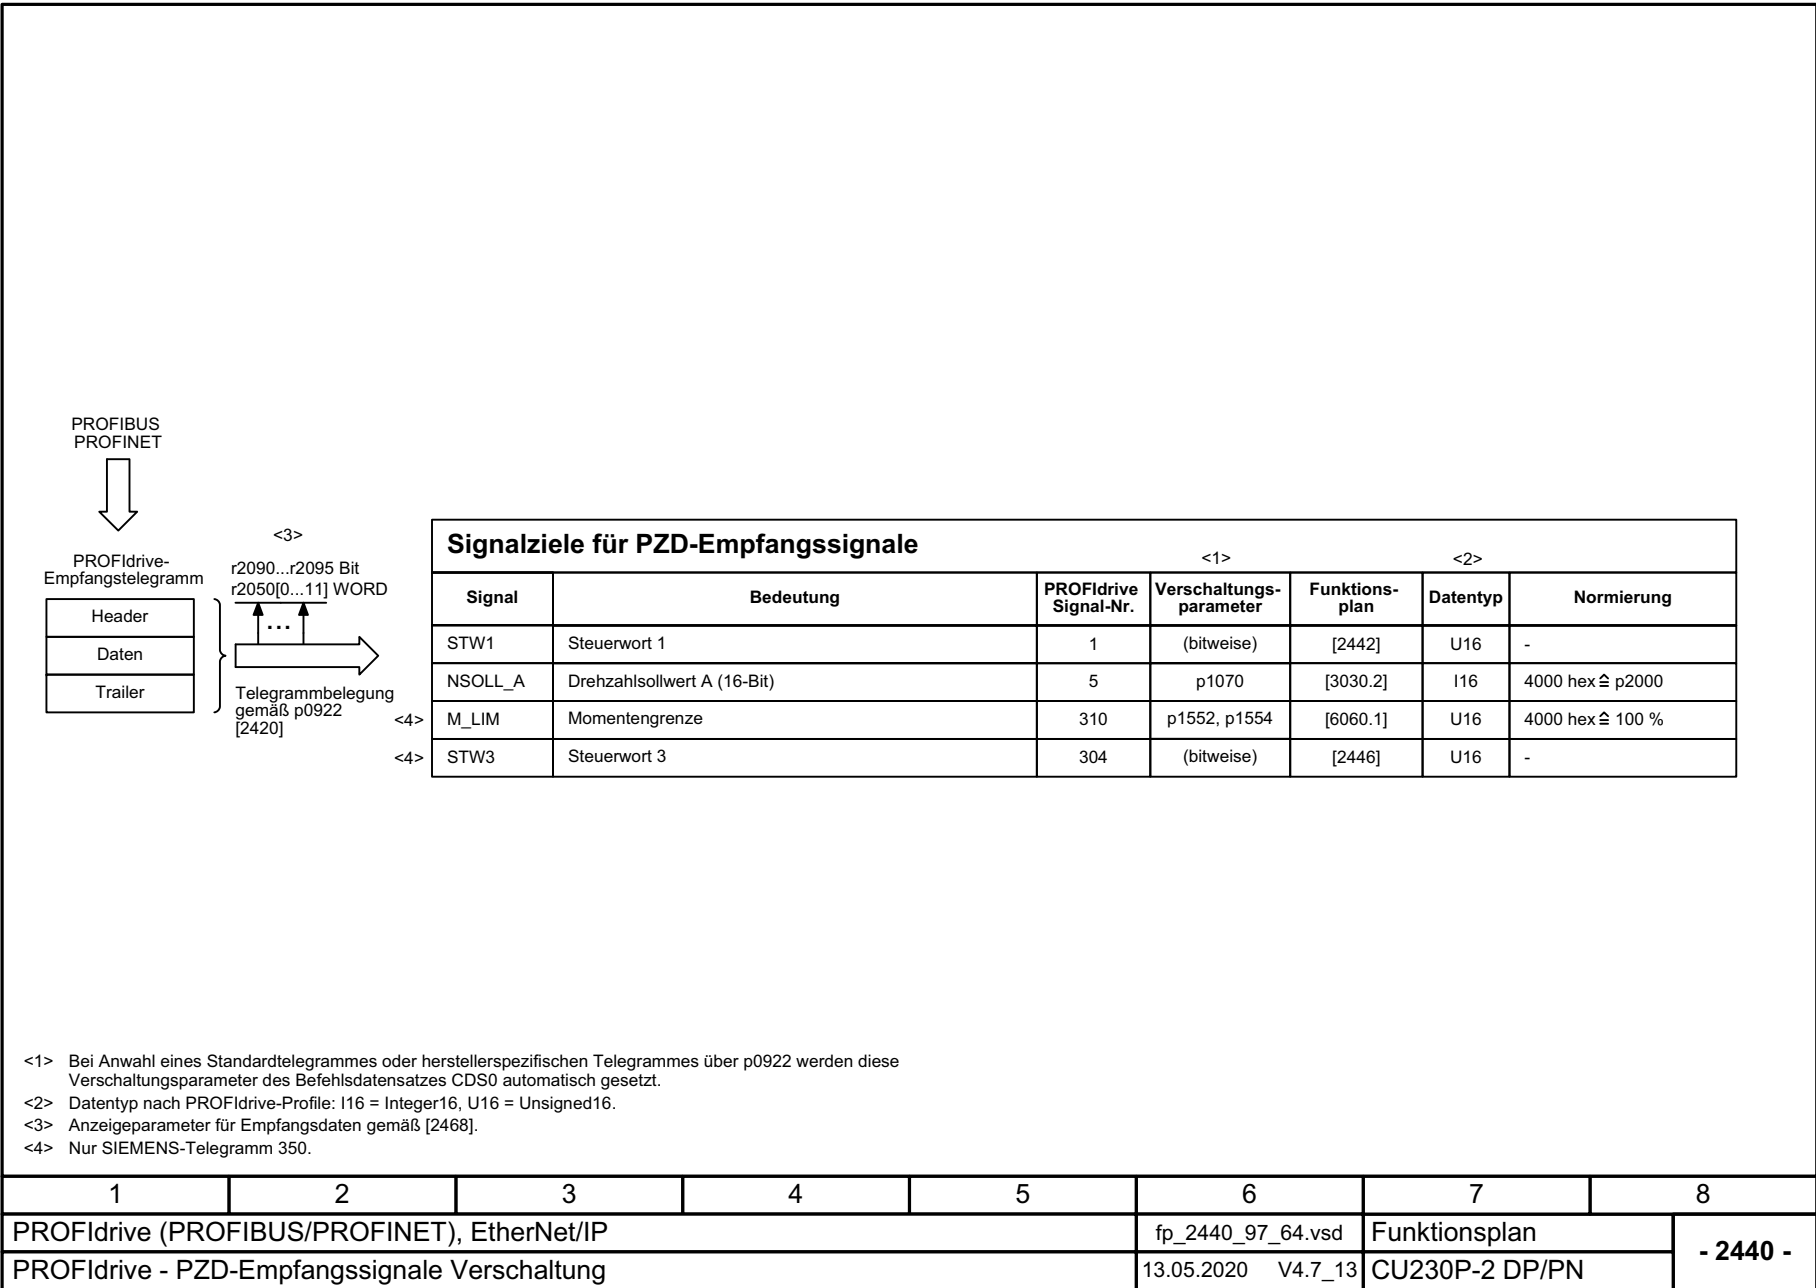 PROFIBUS
PROFINET
PROFIdrive-
Empfangstelegramm
Header
Daten
Trailer
<3>
r2090...r2095 Bit
r2050[0...11] WORD
...
Telegrammbelegung
gemäß p0922
[2420]
Signalziele für PZD-Empfangssignale <1> <2>
Signal Bedeutung PROFIdrive Signal-Nr. Verschaltungs-parameter Funktions-plan Datentyp Normierung
STW1 Steuerwort 1 1 (bitweise) [2442] U16 -
NSOLL_A Drehzahlsollwert A (16-Bit) 5 p1070 [3030.2] I16 4000 hex ≙ p2000
<4> M_LIM Momentengrenze 310 p1552, p1554 [6060.1] U16 4000 hex ≙ 100 %
<4> STW3 Steuerwort 3 304 (bitweise) [2446] U16 -
<1> Bei Anwahl eines Standardtelegrammes oder herstellerspezifischen Telegrammes über p0922 werden diese
Verschaltungsparameter des Befehlsdatensatzes CDS0 automatisch gesetzt.
<2> Datentyp nach PROFIdrive-Profile: I16 = Integer16, U16 = Unsigned16.
<3> Anzeigeparameter für Empfangsdaten gemäß [2468].
<4> Nur SIEMENS-Telegramm 350.
1 2 3 4 5 6 7 8
PROFIdrive (PROFIBUS/PROFINET), EtherNet/IP fp_2440_97_64.vsd Funktionsplan
- 2440 -
PROFIdrive - PZD-Empfangssignale Verschaltung 13.05.2020 V4.7_13 CU230P-2 DP/PN